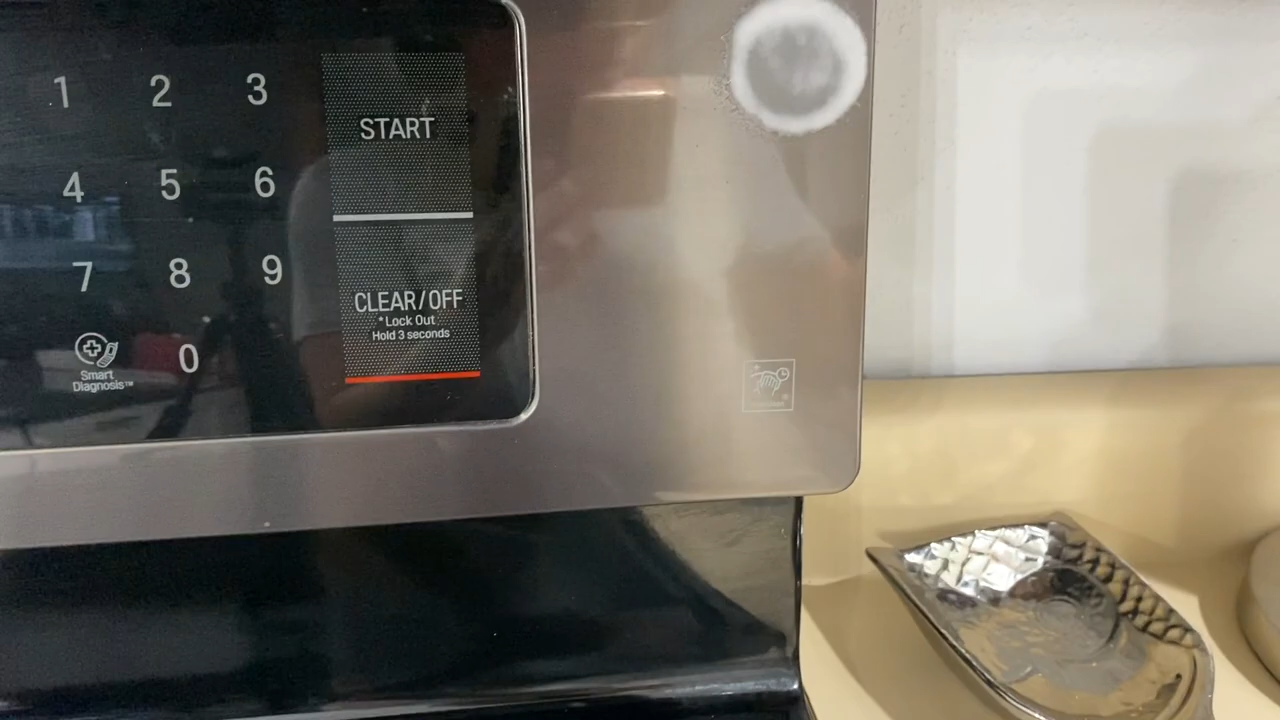 1 2 3
START
4 5 6
7 8 9
CLEAR/OFF
*Lock Out
Hold 3 seconds
0
Smart
Diagnosis™